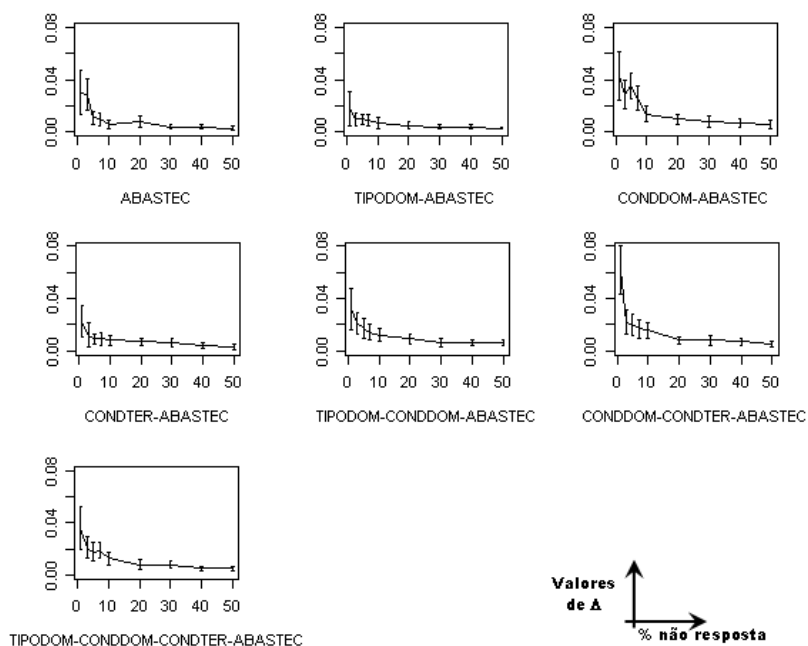 0.00 0.04 0.08
0 10 20 30 40 50
ABASTEC
0.00 0.04 0.08
0 10 20 30 40 50
TIPODOM-ABASTEC
0.00 0.04 0.08
0 10 20 30 40 50
CONDDOM-ABASTEC
0.00 0.04 0.08
0 10 20 30 40 50
CONDTER-ABASTEC
0.00 0.04 0.08
0 10 20 30 40 50
TIPODOM-CONDDOM-ABASTEC
0.00 0.04 0.08
0 10 20 30 40 50
CONDDOM-CONDTER-ABASTEC
0.00 0.04 0.08
0 10 20 30 40 50
TIPODOM-CONDDOM-CONDTER-ABASTEC
Valores
de Δ
% não resposta